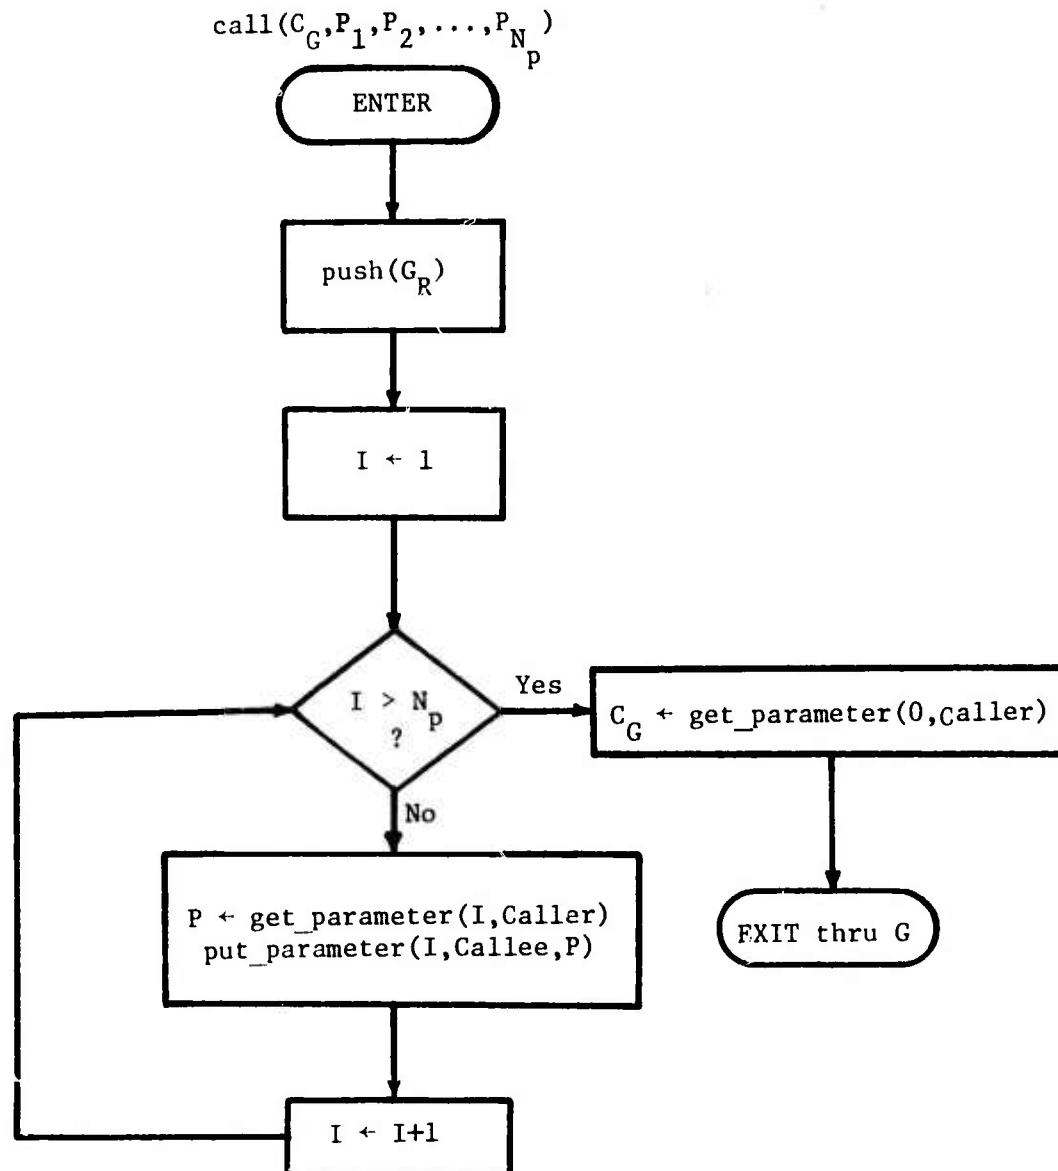 call(C_G,P_1,P_2,...,P_N_p)
ENTER
push(G_R)
I ← 1
I > N_p
?
Yes
C_G ← get_parameter(0,Caller)
No
P ← get_parameter(I,Caller)
put_parameter(I,Callee,P)
EXIT thru G
I ← I+1